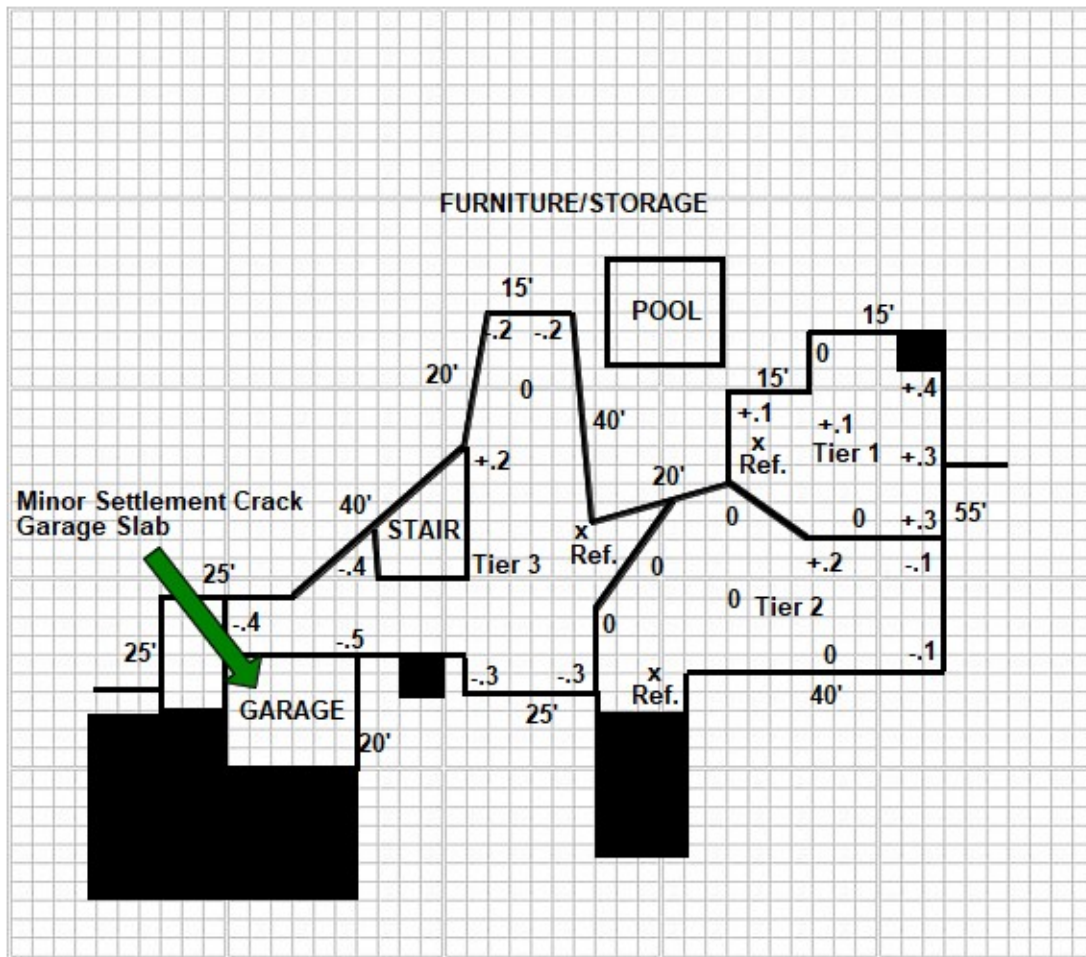 FURNITURE/STORAGE
15'
POOL
15'
-.2 -.2
0
20'
0
15'
+.4
40'
+.1
+.1
x
Ref.
Tier 1
+.3
+.2
20'
Minor Settlement Crack
Garage Slab
40'
STAIR
x
Ref.
0
0
+.3
55'
Tier 3
-.4
0
+.2
-.1
25'
0
Tier 2
-.4
0
25'
-.5
0
-.1
-.3
-.3
x
Ref.
40'
GARAGE
25'
20'